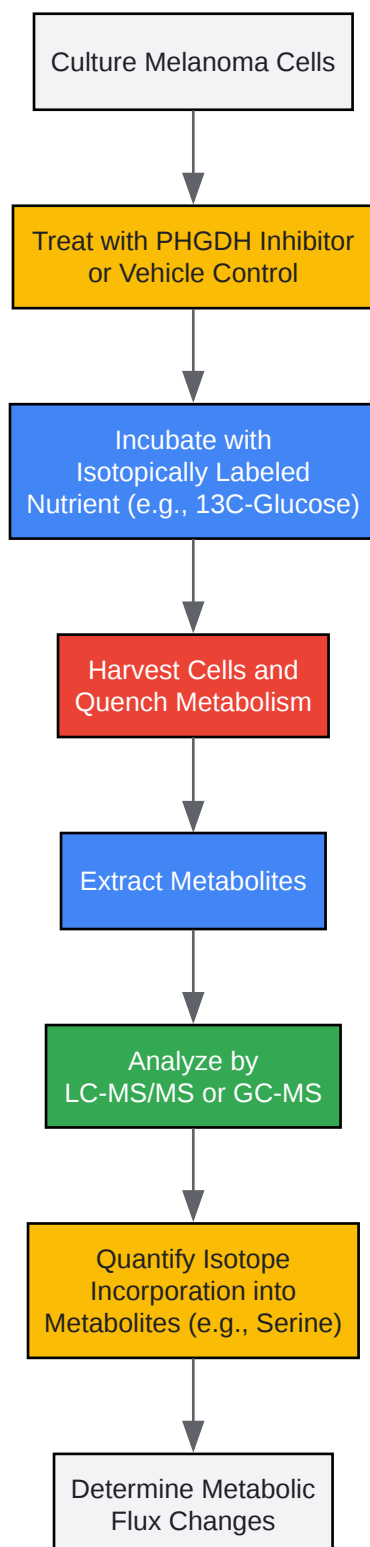 Culture Melanoma Cells
Treat with PHGDH Inhibitor
or Vehicle Control
Incubate with
Isotopically Labeled
Nutrient (e.g., 13C-Glucose)
Harvest Cells and
Quench Metabolism
Extract Metabolites
Analyze by
LC-MS/MS or GC-MS
Quantify Isotope
Incorporation into
Metabolites (e.g., Serine)
Determine Metabolic
Flux Changes